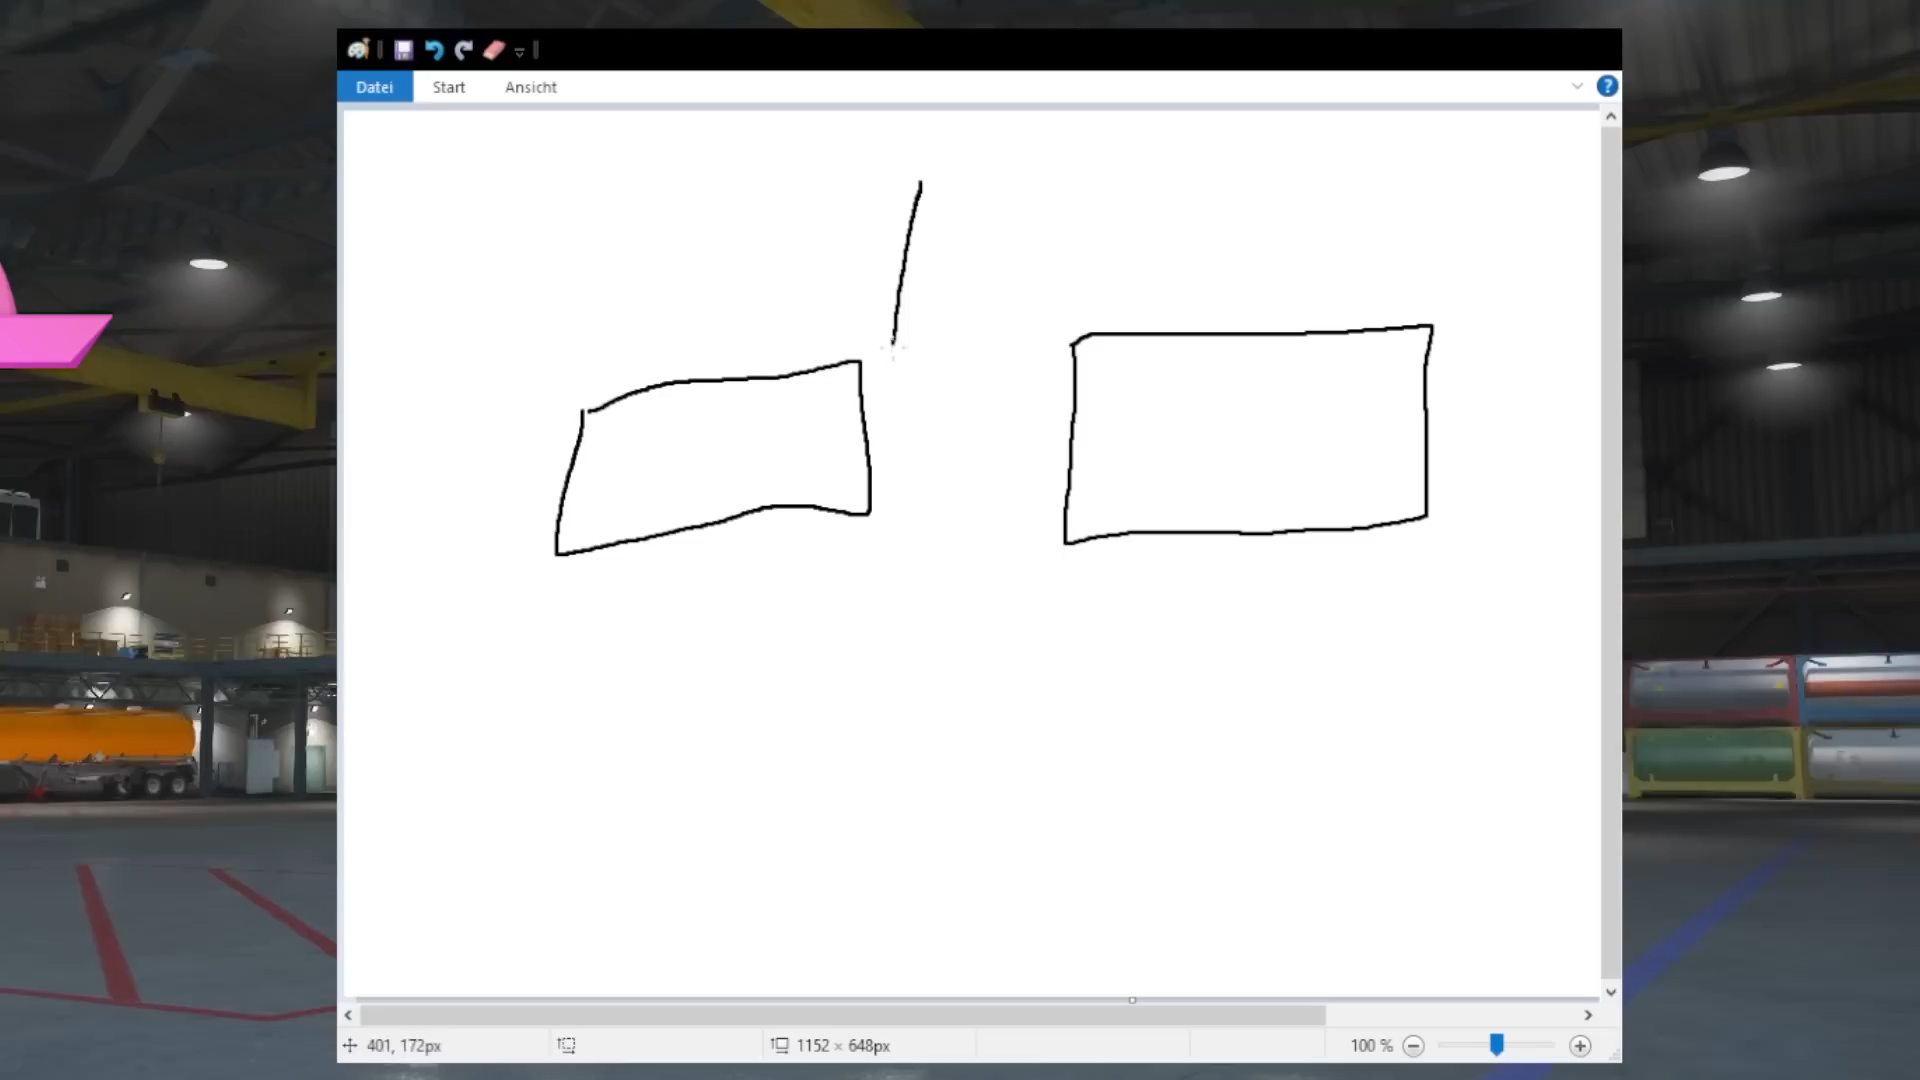 Datei Start Ansicht ?
401, 172px 1152 × 648px 100 %